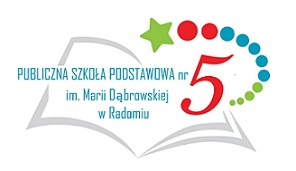 PUBLICZNA SZKOŁA PODSTAWOWA nr 5
im. Marii Dąbrowskiej
w Radomiu